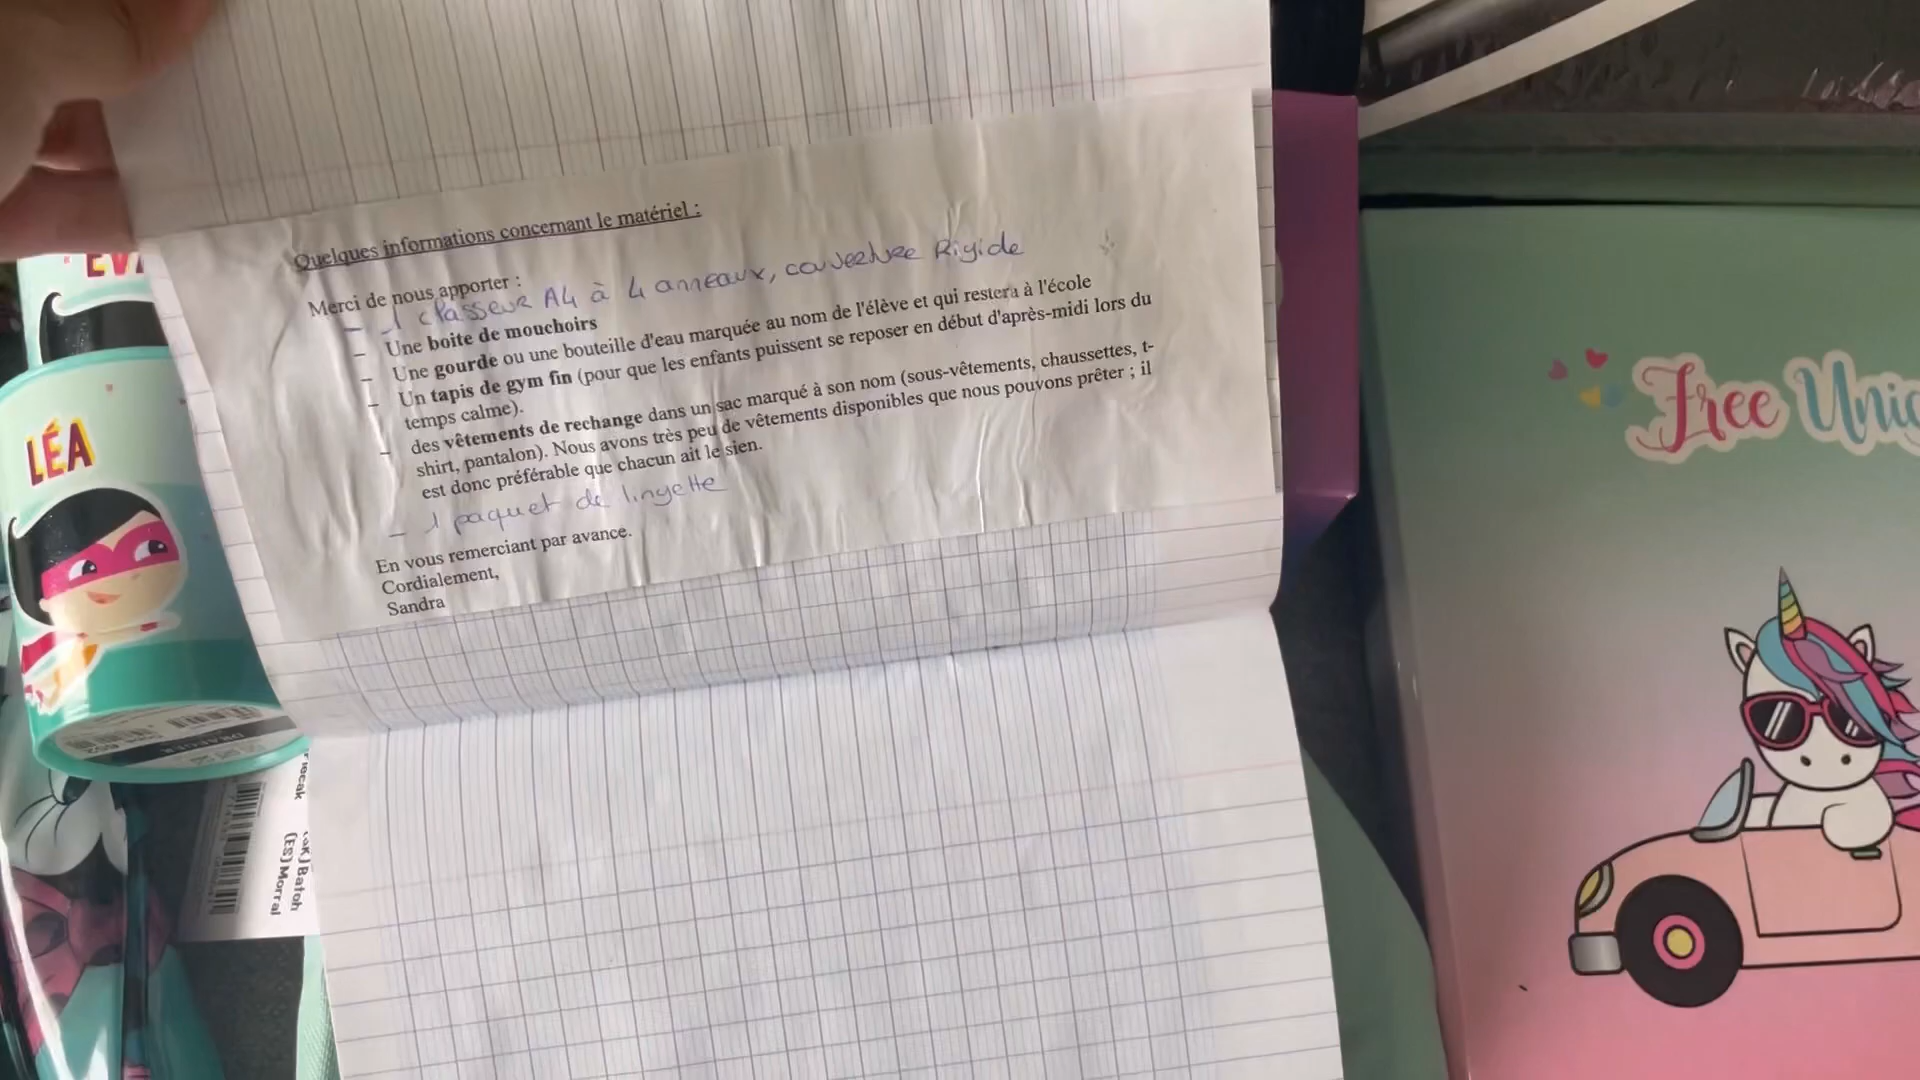 Quelques informations concernant le matériel :
Merci de nous apporter :
- 1 classeur A4 à 4 anneaux, couverture Rigide
- Une boite de mouchoirs
- Une gourde ou une bouteille d'eau marquée au nom de l'élève et qui restera à l'école
- Un tapis de gym fin (pour que les enfants puissent se reposer en début d'après-midi lors du
temps calme).
- des vêtements de rechange dans un sac marqué à son nom (sous-vêtements, chaussettes, t-
shirt, pantalon). Nous avons très peu de vêtements disponibles que nous pouvons prêter ; il
est donc préférable que chacun ait le sien.
- 1 paquet de lingette
En vous remerciant par avance.
Cordialement,
Sandra
LÉA
DRAEGER
Batoh
(ES) Morral
Free